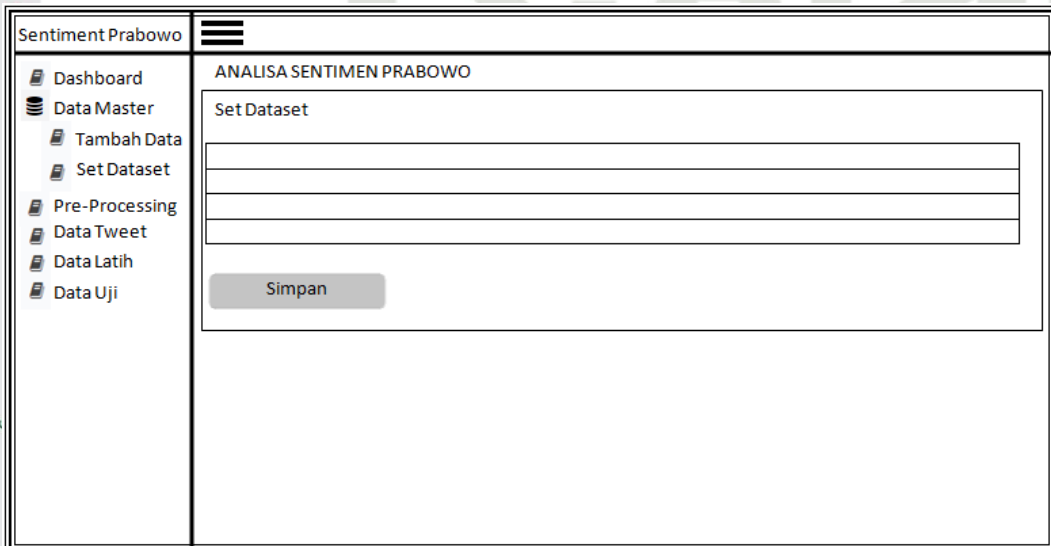 Sentiment Prabowo
Dashboard
Data Master
Tambah Data
Set Dataset
Pre-Processing
Data Tweet
Data Latih
Data Uji
ANALISA SENTIMEN PRABOWO
Set Dataset
Simpan